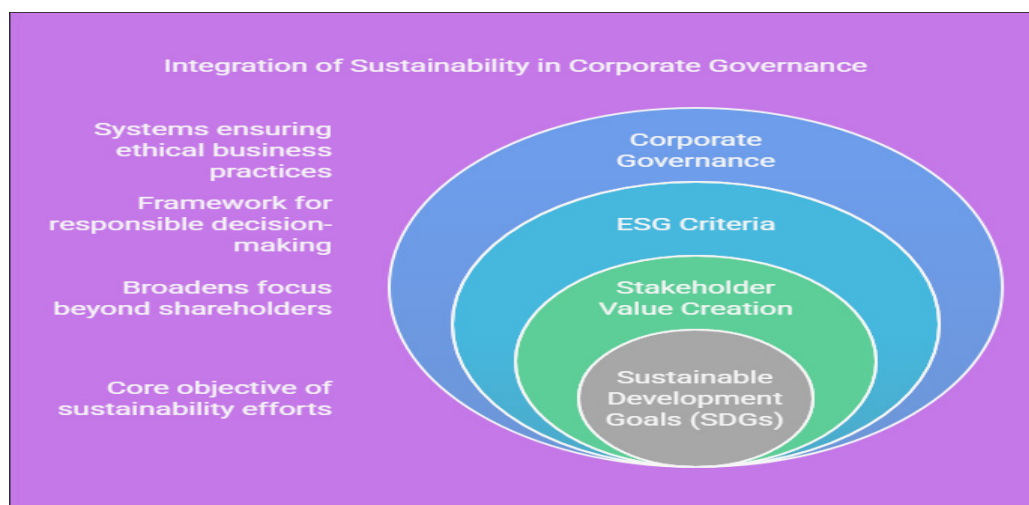 Integration of Sustainability in Corporate Governance
Systems ensuring
ethical business
practices
Corporate
Governance
Framework for
responsible decision-
making
ESG Criteria
Broadens focus
beyond shareholders
Stakeholder
Value Creation
Core objective of
sustainability efforts
Sustainable
Development
Goals (SDGs)